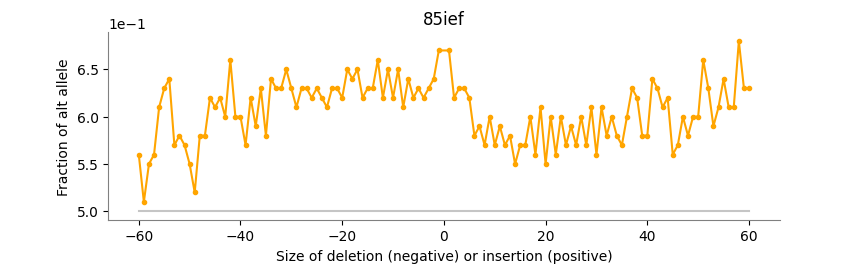 85ief
1e−1
Fraction of alt allele
6.5
6.0
5.5
5.0
−60 −40 −20 0 20 40 60
Size of deletion (negative) or insertion (positive)